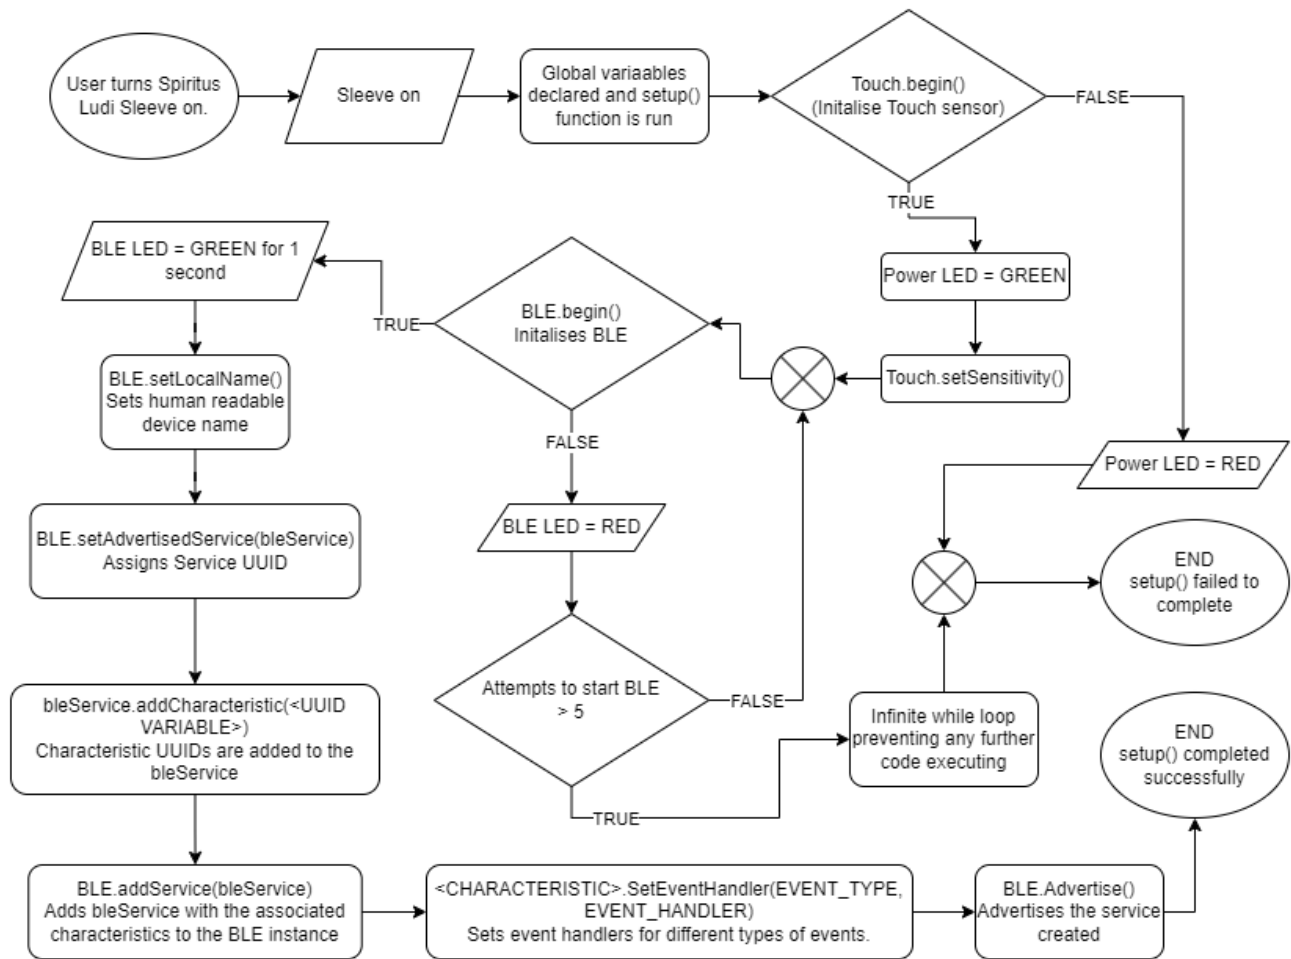 User turns Spiritus
Ludi Sleeve on.
Sleeve on
Global variaables
declared and setup()
function is run
Touch.begin()
(Initalise Touch sensor)
FALSE
TRUE
Power LED = GREEN
Touch.setSensitivity()
BLE.begin()
Initalises BLE
TRUE
BLE LED = GREEN for 1
second
BLE.setLocalName()
Sets human readable
device name
BLE.setAdvertisedService(bleService)
Assigns Service UUID
bleService.addCharacteristic(<UUID
VARIABLE>)
Characteristic UUIDs are added to the
bleService
FALSE
BLE LED = RED
Attempts to start BLE
> 5
FALSE
TRUE
Infinite while loop
preventing any further
code executing
Power LED = RED
END
setup() failed to
complete
BLE.addService(bleService)
Adds bleService with the associated
characteristics to the BLE instance
<CHARACTERISTIC>.SetEventHandler(EVENT_TYPE,
EVENT_HANDLER)
Sets event handlers for different types of events.
BLE.Advertise()
Advertises the service
created
END
setup() completed
successfully